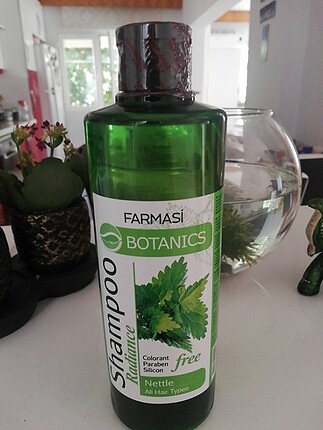 FARMASİ
BOTANICS
Shampoo
Radiance
Colorant
Paraben
Silicon
free
Nettle
All Hair Types